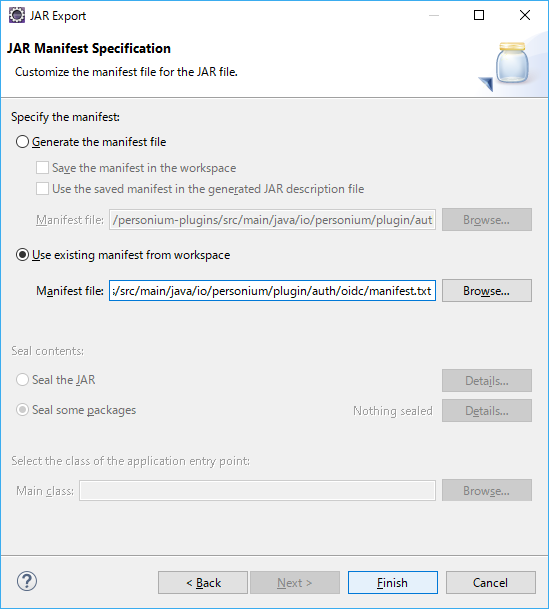 JAR Export
JAR Manifest Specification
Customize the manifest file for the JAR file.
Specify the manifest:
Generate the manifest file
Save the manifest in the workspace
Use the saved manifest in the generated JAR description file
Manifest file: /personium-plugins/src/main/java/io/personium/plugin/aut Browse...
Use existing manifest from workspace
Manifest file: ;/src/main/java/io/personium/plugin/auth/oidc/manifest.txt Browse...
Seal contents:
Seal the JAR Details...
Seal some packages Nothing sealed Details...
Select the class of the application entry point:
Main class: Browse...
? < Back Next > Finish Cancel